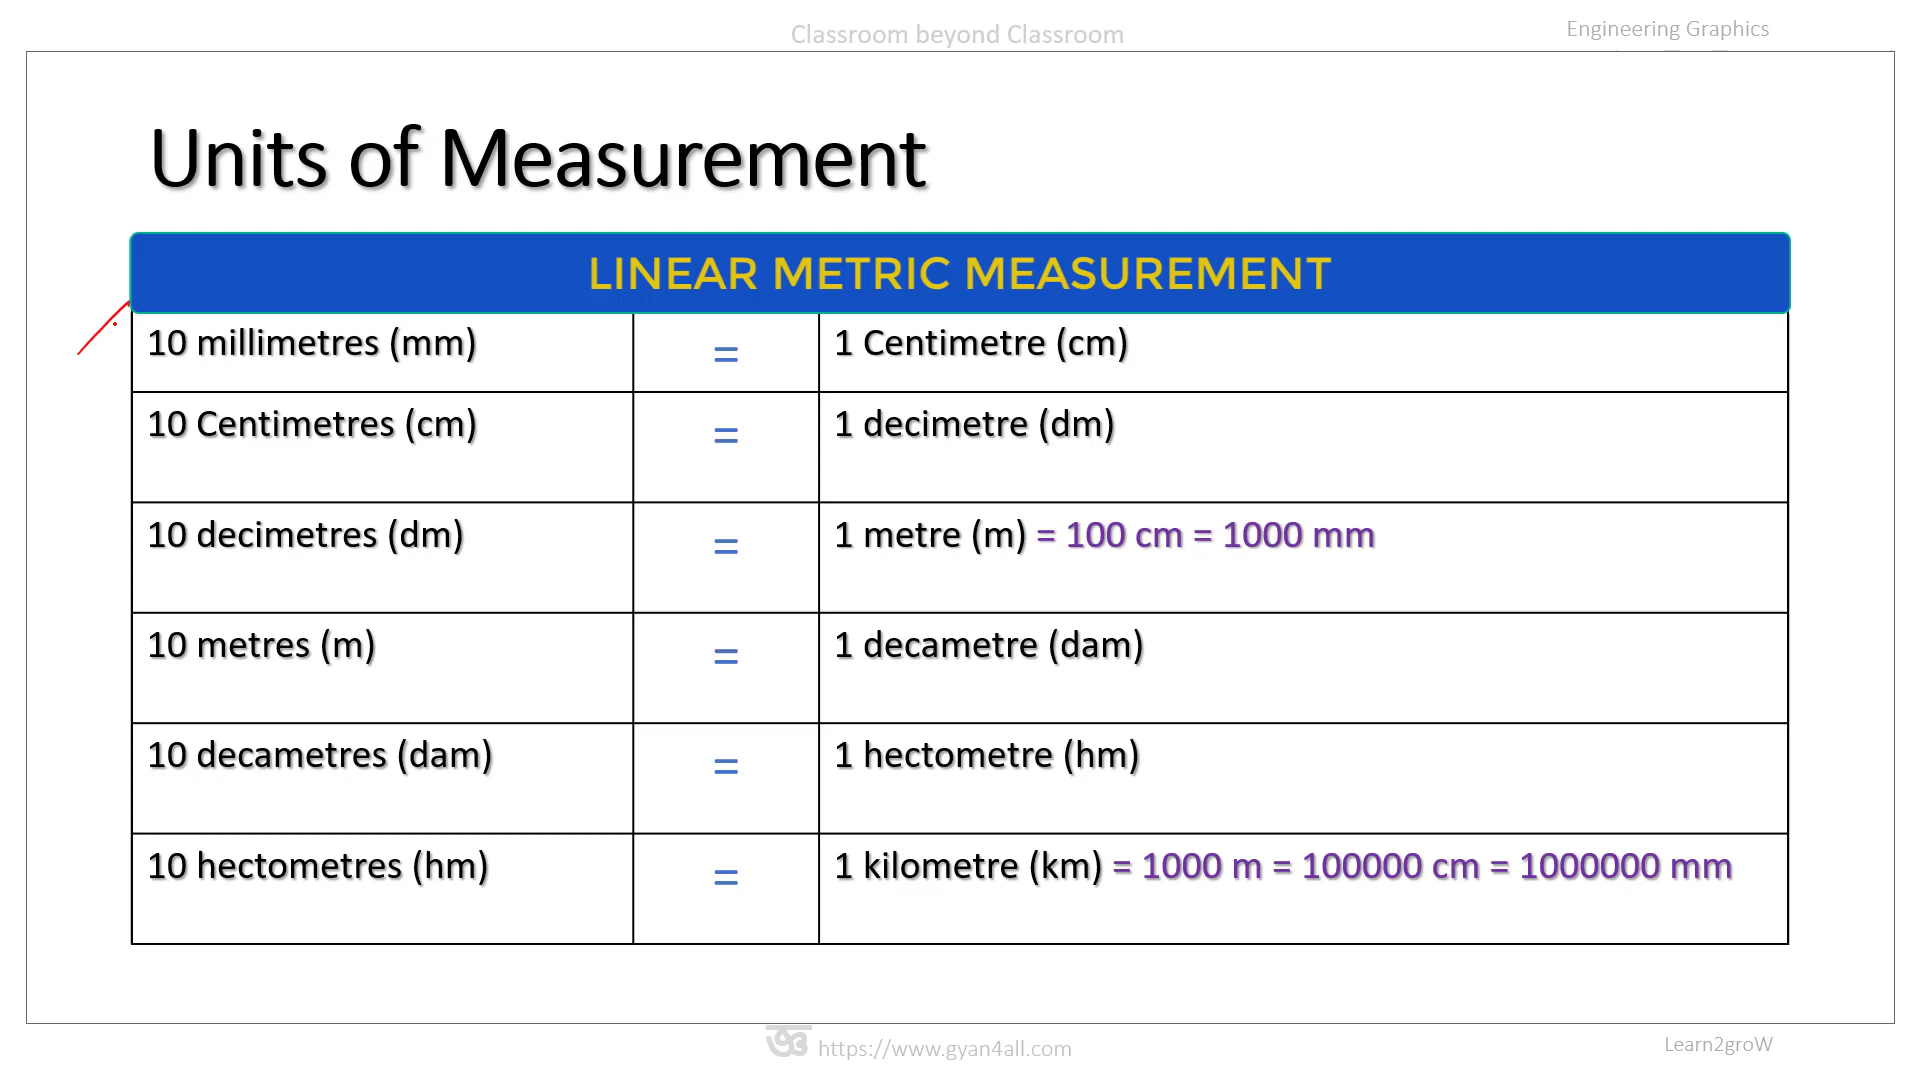 Classroom beyond Classroom
Engineering Graphics
Units of Measurement
LINEAR METRIC MEASUREMENT
10 millimetres (mm) = 1 Centimetre (cm)
10 Centimetres (cm) = 1 decimetre (dm)
10 decimetres (dm) = 1 metre (m) = 100 cm = 1000 mm
10 metres (m) = 1 decametre (dam)
10 decametres (dam) = 1 hectometre (hm)
10 hectometres (hm) = 1 kilometre (km) = 1000 m = 100000 cm = 1000000 mm
https://www.gyan4all.com
Learn2groW